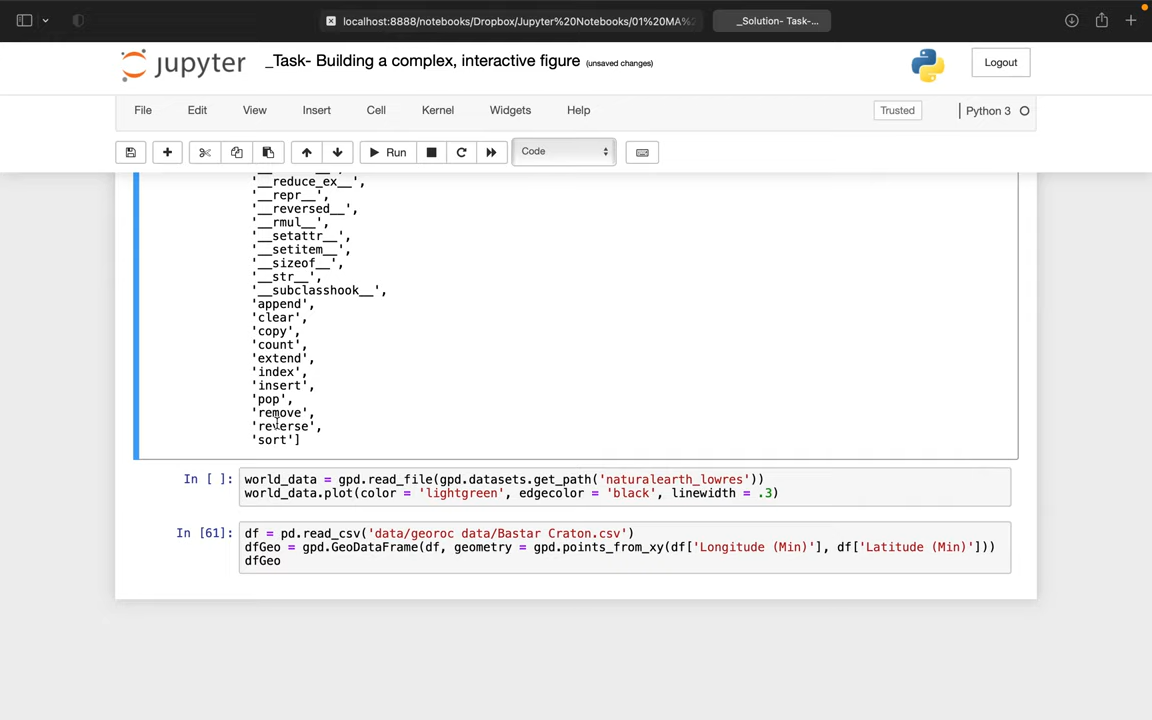 localhost:8888/notebooks/Dropbox/Jupyter%20Notebooks/01%20MA%
_Solution- Task-...
jupyter
_Task- Building a complex, interactive figure (unsaved changes)
Logout
File Edit View Insert Cell Kernel Widgets Help
Trusted
Python 3
Run
Code
'__reduce_ex__',
'__repr__',
'__reversed__',
'__rmul__',
'__setattr__',
'__setitem__',
'__sizeof__',
'__str__',
'__subclasshook__',
'append',
'clear',
'copy',
'count',
'extend',
'index',
'insert',
'pop',
'remove',
'reverse',
'sort']
In [ ]:
world_data = gpd.read_file(gpd.datasets.get_path('naturalearth_lowres'))
world_data.plot(color = 'lightgreen', edgecolor = 'black', linewidth = .3)
In [61]:
df = pd.read_csv('data/georoc data/Bastar Craton.csv')
dfGeo = gpd.GeoDataFrame(df, geometry = gpd.points_from_xy(df['Longitude (Min)'], df['Latitude (Min)']))
dfGeo